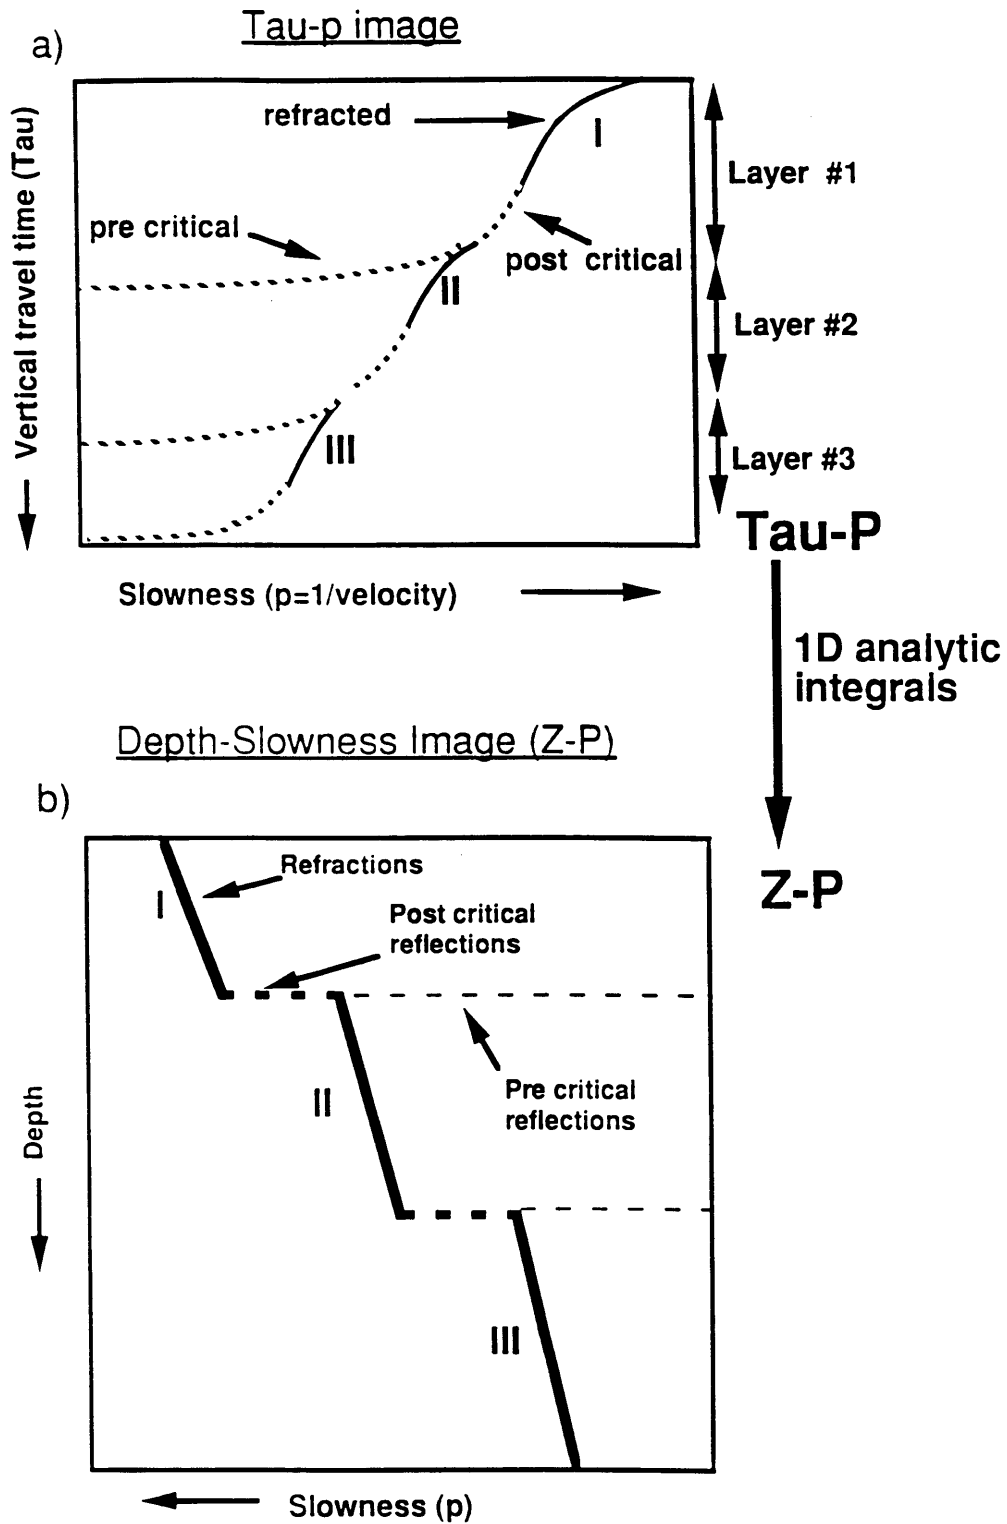 Tau-p image
a)
refracted
I
Layer #1
pre critical
post critical
II
Layer #2
III
Layer #3
Vertical travel time (Tau)
Tau-P
Slowness (p=1/velocity)
1D analytic
integrals
Depth-Slowness Image (Z-P)
b)
Z-P
Refractions
I
Post critical
reflections
Pre critical
reflections
II
Depth
III
Slowness (p)